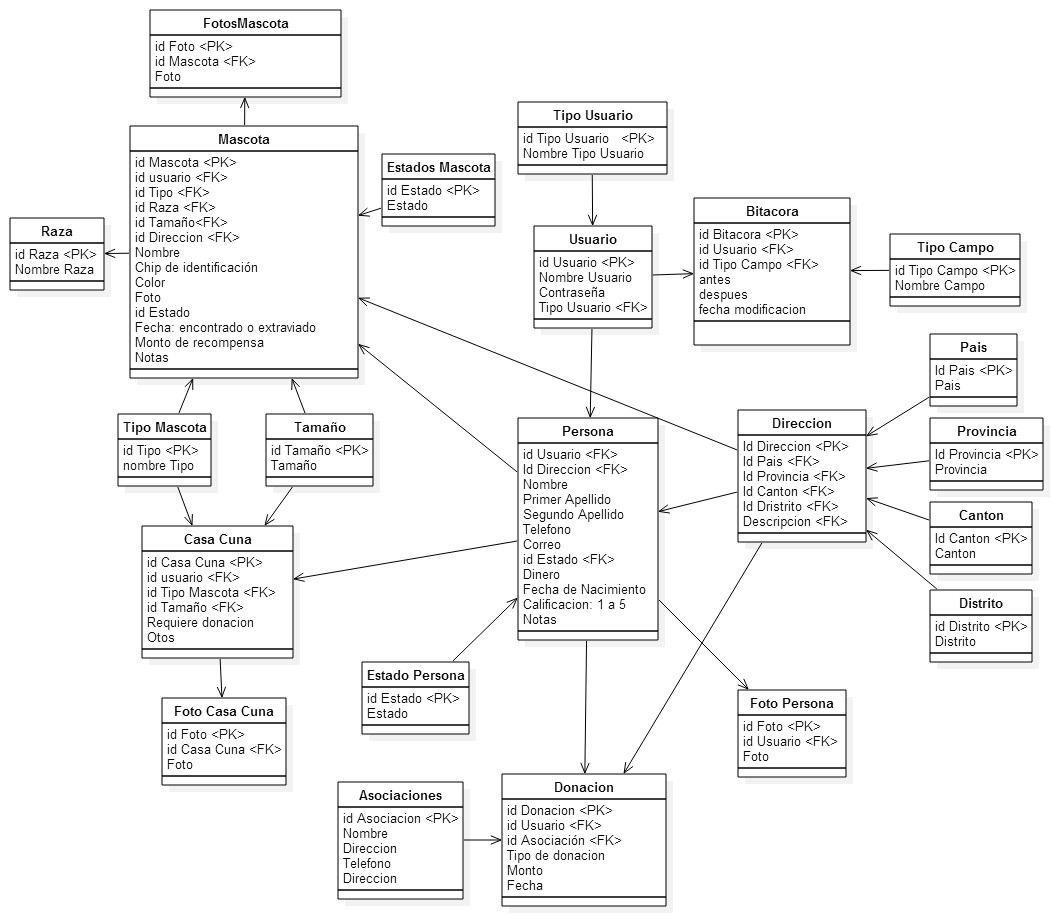 FotosMascota
id Foto <PK>
id Mascota <FK>
Foto
Mascota
id Mascota <PK>
id usuario <FK>
id Tipo <FK>
id Raza <FK>
id Tamaño<FK>
id Direccion <FK>
Nombre
Chip de identificación
Color
Foto
id Estado
Fecha: encontrado o extraviado
Monto de recompensa
Notas
Estados Mascota
id Estado <PK>
Estado
Raza
id Raza <PK>
Nombre Raza
Tipo Usuario
id Tipo Usuario <PK>
Nombre Tipo Usuario
Usuario
id Usuario <PK>
Nombre Usuario
Contraseña
Tipo Usuario <FK>
Bitacora
id Bitacora <PK>
id Usuario <FK>
id Tipo Campo <FK>
antes
despues
fecha modificacion
Tipo Campo
id Tipo Campo <PK>
Nombre Campo
Pais
Id Pais <PK>
Pais
Provincia
Id Provincia <PK>
Provincia
Canton
Id Canton <PK>
Canton
Distrito
id Distrito <PK>
Distrito
Direccion
Id Direccion <PK>
Id Pais <FK>
Id Provincia <FK>
Id Canton <FK>
Id Dristrito <FK>
Descripcion <FK>
Persona
id Usuario <FK>
Id Direccion <FK>
Nombre
Primer Apellido
Segundo Apellido
Telefono
Correo
id Estado <FK>
Dinero
Fecha de Nacimiento
Calificacion: 1 a 5
Notas
Tipo Mascota
id Tipo <PK>
nombre Tipo
Tamaño
id Tamaño <PK>
Tamaño
Casa Cuna
id Casa Cuna <PK>
id usuario <FK>
id Tipo Mascota <FK>
id Tamaño <FK>
Requiere donacion
Otos
Foto Casa Cuna
id Foto <PK>
id Casa Cuna <FK>
Foto
Estado Persona
id Estado <PK>
Estado
Foto Persona
id Foto <PK>
id Usuario <FK>
Foto
Asociaciones
id Asociacion <PK>
Nombre
Direccion
Telefono
Direccion
Donacion
id Donacion <PK>
id Usuario <FK>
id Asociación <FK>
Tipo de donacion
Monto
Fecha